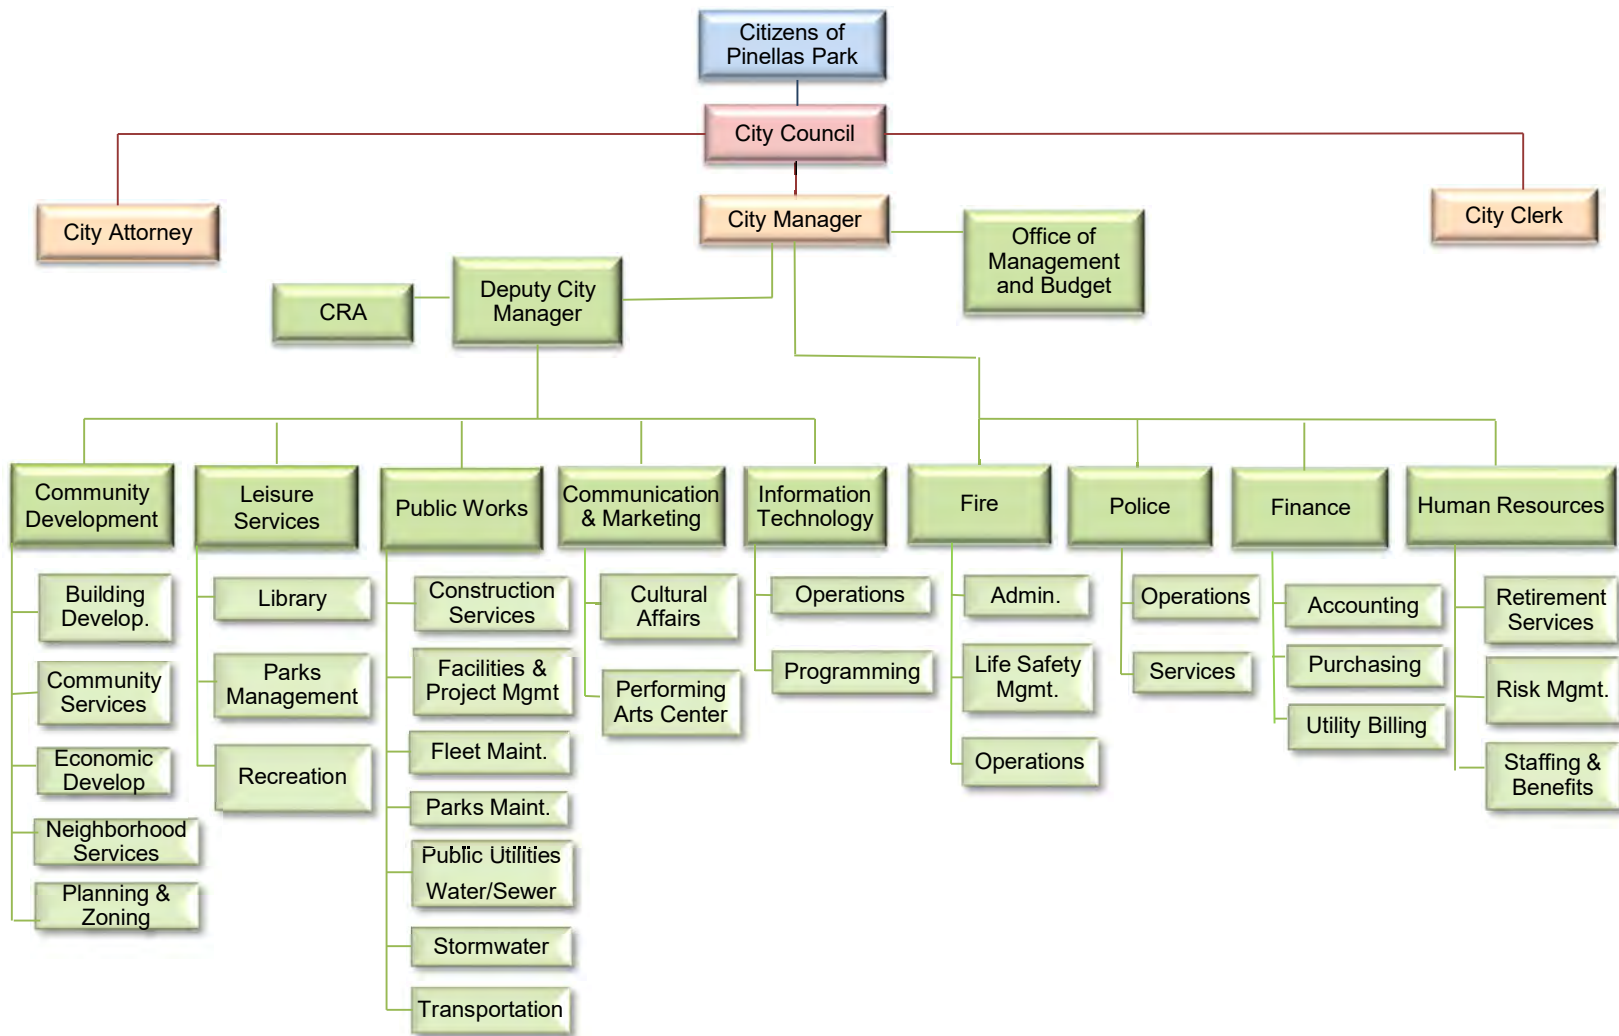 Citizens of
Pinellas Park
City Council
City Attorney
City Manager
City Clerk
Office of
Management
and Budget
CRA
Deputy City
Manager
Community
Development
Leisure
Services
Public Works
Communication
& Marketing
Information
Technology
Fire
Police
Finance
Human Resources
Building
Develop.
Community
Services
Economic
Develop
Neighborhood
Services
Planning &
Zoning
Library
Parks
Management
Recreation
Construction
Services
Facilities &
Project Mgmt
Fleet Maint.
Parks Maint.
Public Utilities
Water/Sewer
Stormwater
Transportation
Cultural
Affairs
Performing
Arts Center
Operations
Programming
Admin.
Life Safety
Mgmt.
Operations
Operations
Services
Accounting
Purchasing
Utility Billing
Retirement
Services
Risk Mgmt.
Staffing &
Benefits